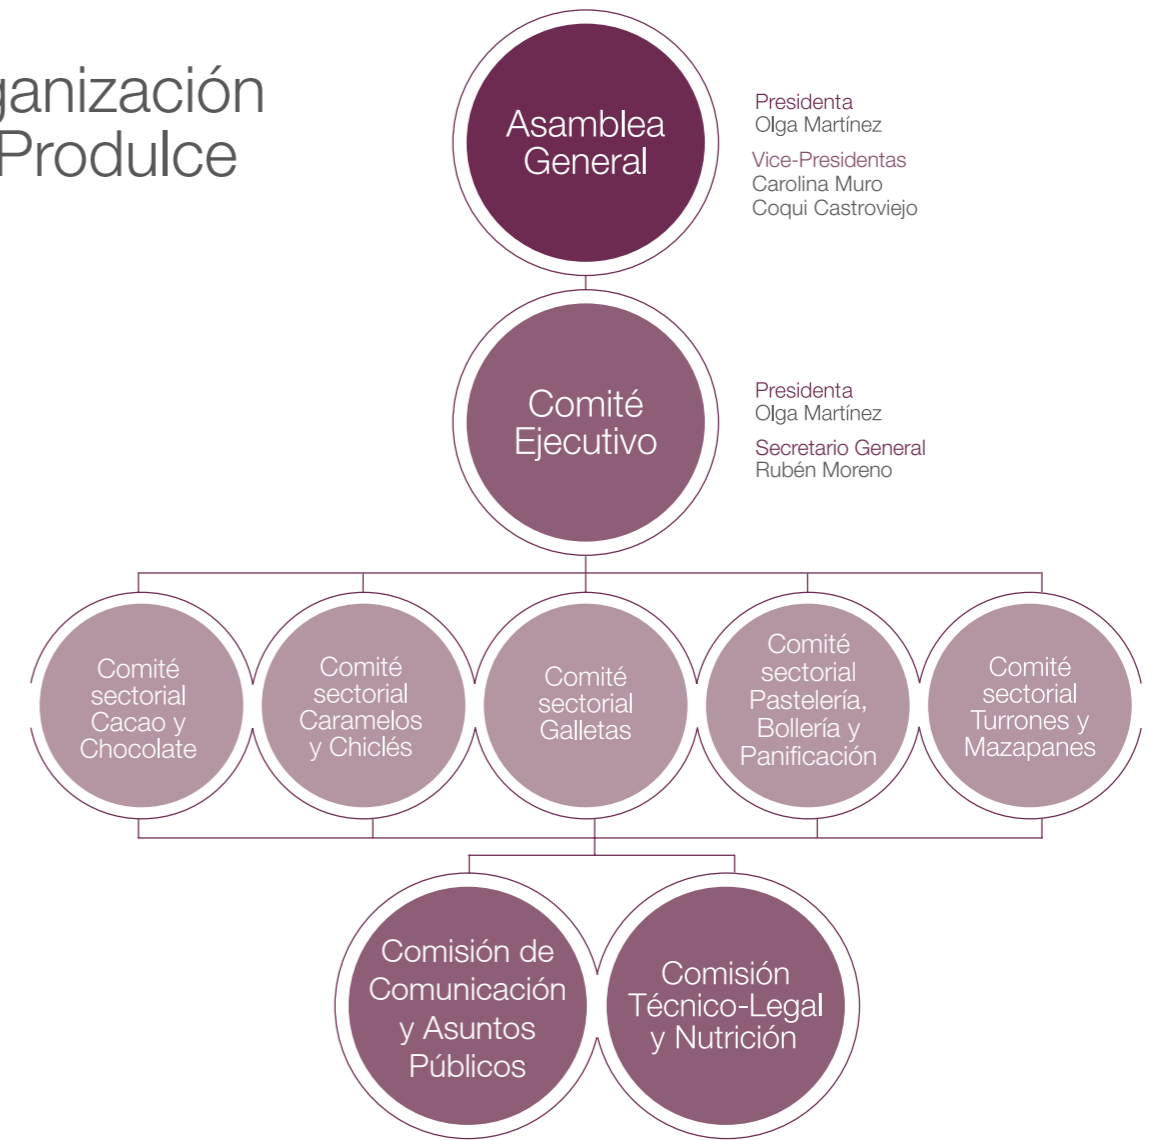 ganización
Produlce
Asamblea
General
Presidenta
Olga Martínez
Vice-Presidentas
Carolina Muro
Coqui Castroviejo
Comité
Ejecutivo
Presidenta
Olga Martínez
Secretario General
Rubén Moreno
Comité
sectorial
Cacao y
Chocolate
Comité
sectorial
Caramelos
y Chiclés
Comité
sectorial
Galletas
Comité
sectorial
Pastelería,
Bollería y
Panificación
Comité
sectorial
Turrones y
Mazapanes
Comisión de
Comunicación
y Asuntos
Públicos
Comisión
Técnico-Legal
y Nutrición